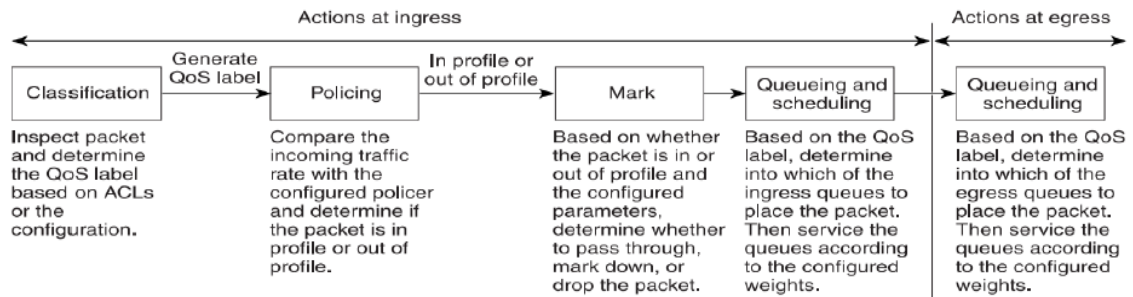 Actions at ingress
Actions at egress
Generate
QoS label
In profile or
out of profile
Classification
Policing
Mark
Queueing and
scheduling
Queueing and
scheduling
Inspect packet
and determine
the QoS label
based on ACLs
or the
configuration.
Compare the
incoming traffic
rate with the
configured policer
and determine if
the packet is in
profile or out of
profile.
Based on whether
the packet is in or
out of profile and
the configured
parameters,
determine whether
to pass through,
mark down, or
drop the packet.
Based on the QoS
label, determine
into which of the
ingress queues to
place the packet.
Then service the
queues according
to the configured
weights.
Based on the QoS
label, determine
into which of the
egress queues to
place the packet.
Then service the
queues according
to the configured
weights.